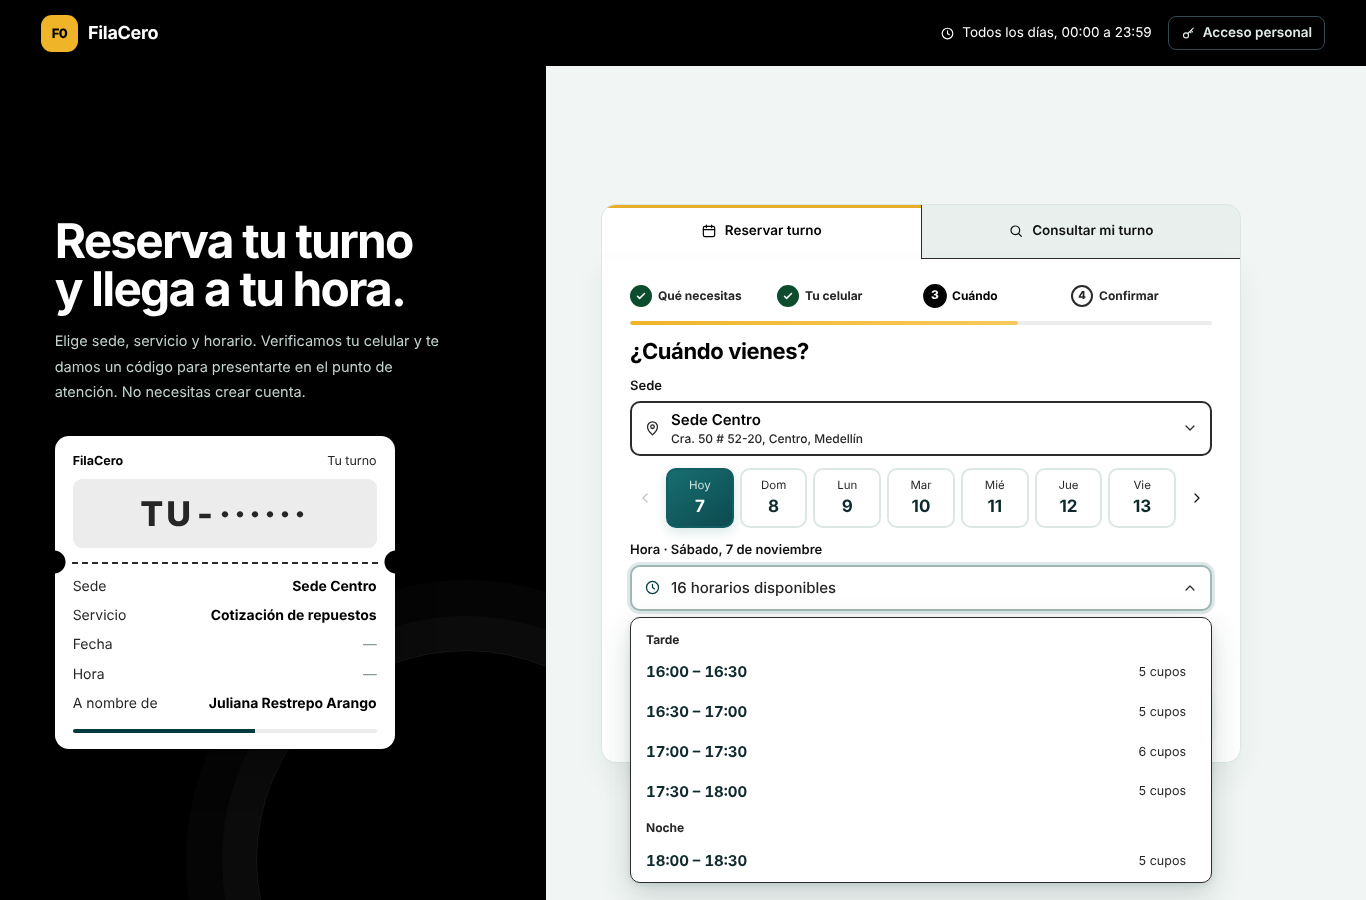 F0 FilaCero
Todos los días, 00:00 a 23:59
Acceso personal
Reserva tu turno
y llega a tu hora.
Elige sede, servicio y horario. Verificamos tu celular y te
damos un código para presentarte en el punto de
atención. No necesitas crear cuenta.
FilaCero Tu turno
TU-••••••
Sede Sede Centro
Servicio Cotización de repuestos
Fecha —
Hora —
A nombre de Juliana Restrepo Arango
Reservar turno
Consultar mi turno
Qué necesitas
Tu celular
3 Cuándo
4 Confirmar
¿Cuándo vienes?
Sede
Sede Centro
Cra. 50 # 52-20, Centro, Medellín
Hoy 7
Dom 8
Lun 9
Mar 10
Mié 11
Jue 12
Vie 13
Hora · Sábado, 7 de noviembre
16 horarios disponibles
Tarde
16:00 – 16:30 5 cupos
16:30 – 17:00 5 cupos
17:00 – 17:30 6 cupos
17:30 – 18:00 5 cupos
Noche
18:00 – 18:30 5 cupos